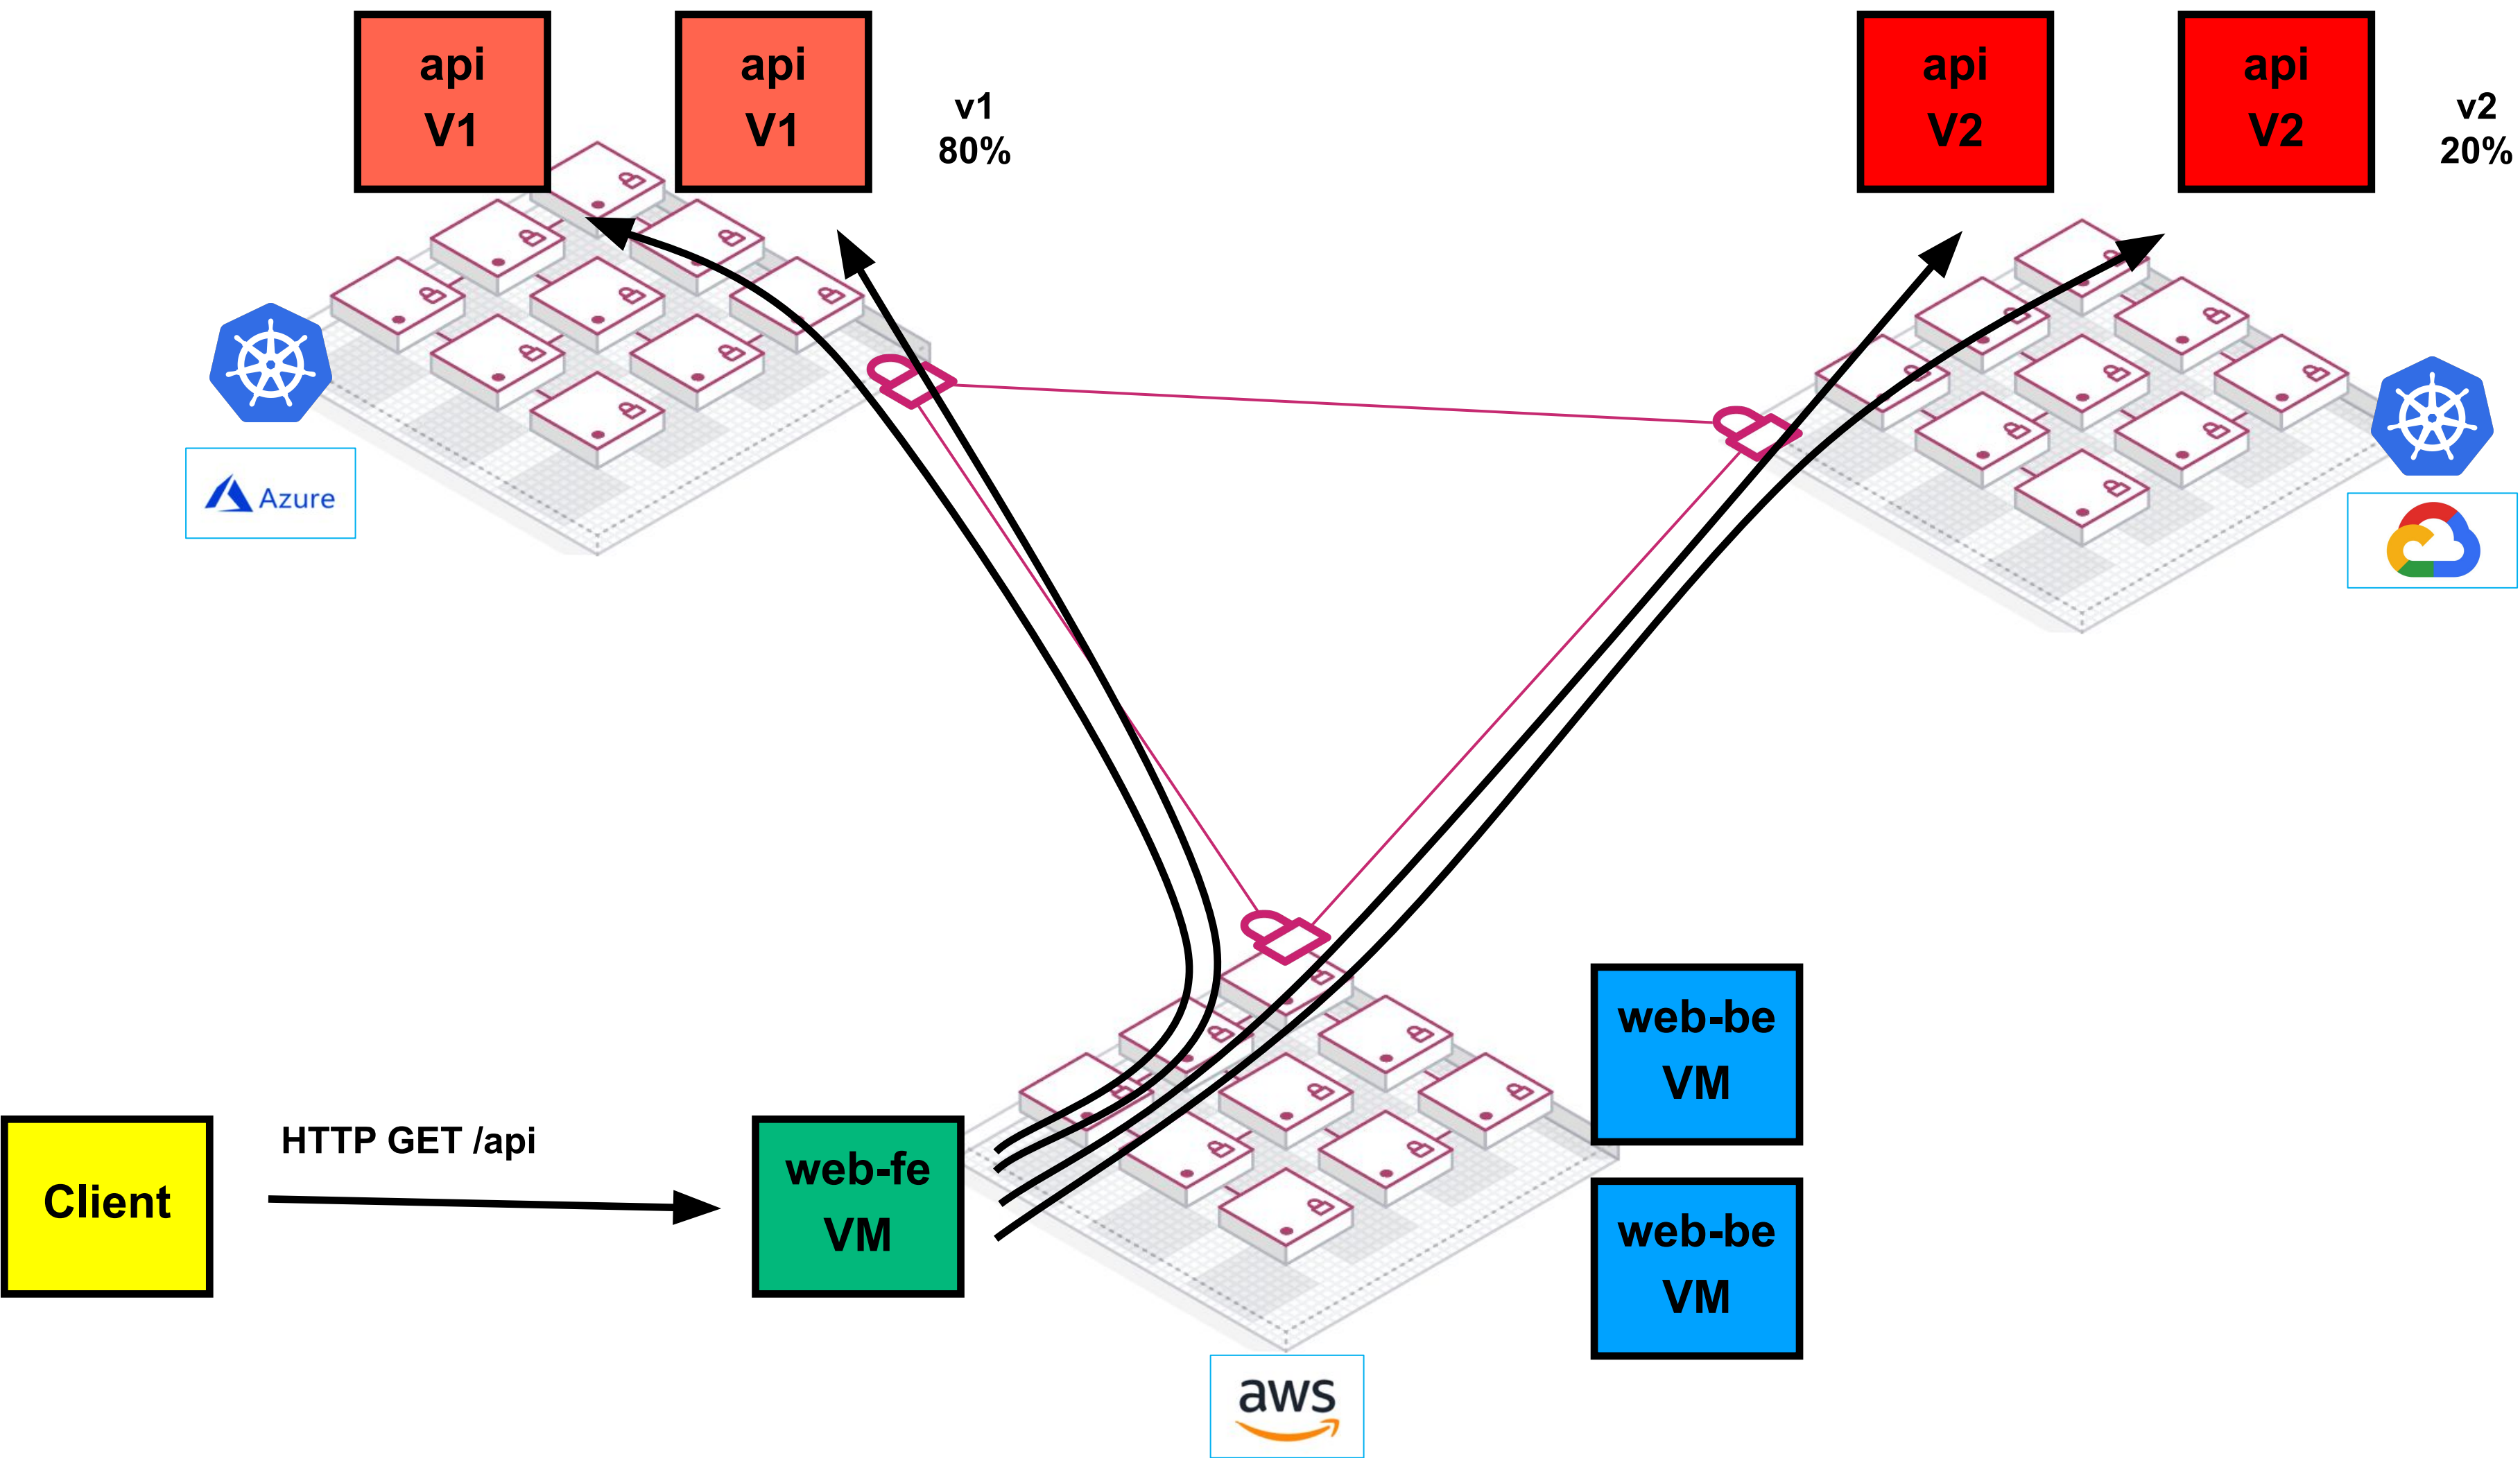 api
V1
api
V1
v1
80%
api
V2
api
V2
v2
20%
Azure
web-be
VM
HTTP GET /api
Client
web-fe
VM
web-be
VM
aws